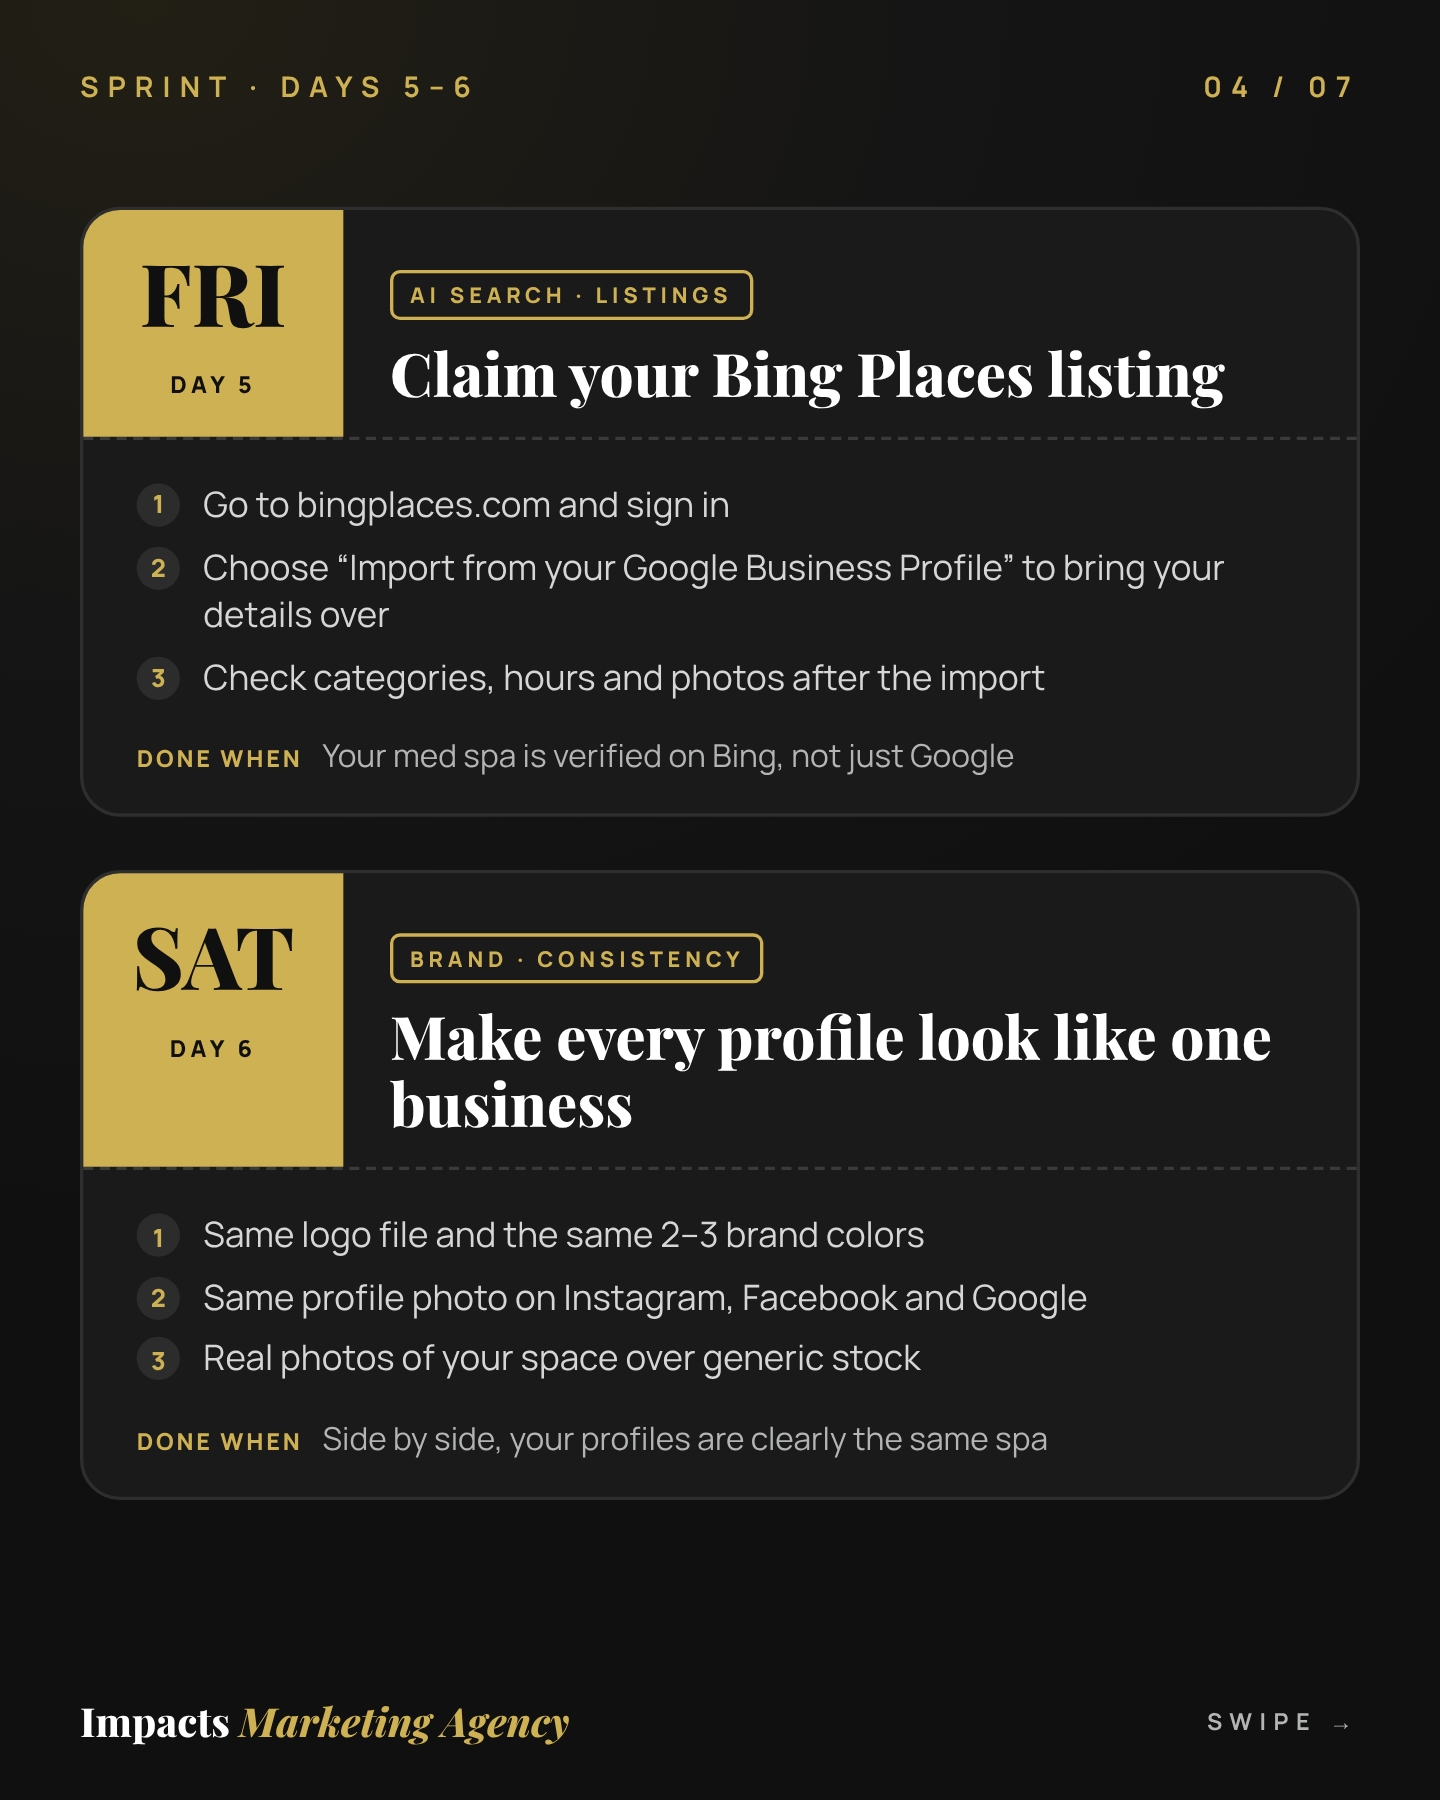 SPRINT · DAYS 5–6
04 / 07
FRI
DAY 5
AI SEARCH · LISTINGS
Claim your Bing Places listing
1 Go to bingplaces.com and sign in
2 Choose “Import from your Google Business Profile” to bring your
details over
3 Check categories, hours and photos after the import
DONE WHEN Your med spa is verified on Bing, not just Google
SAT
DAY 6
BRAND · CONSISTENCY
Make every profile look like one
business
1 Same logo file and the same 2–3 brand colors
2 Same profile photo on Instagram, Facebook and Google
3 Real photos of your space over generic stock
DONE WHEN Side by side, your profiles are clearly the same spa
Impacts Marketing Agency
SWIPE →